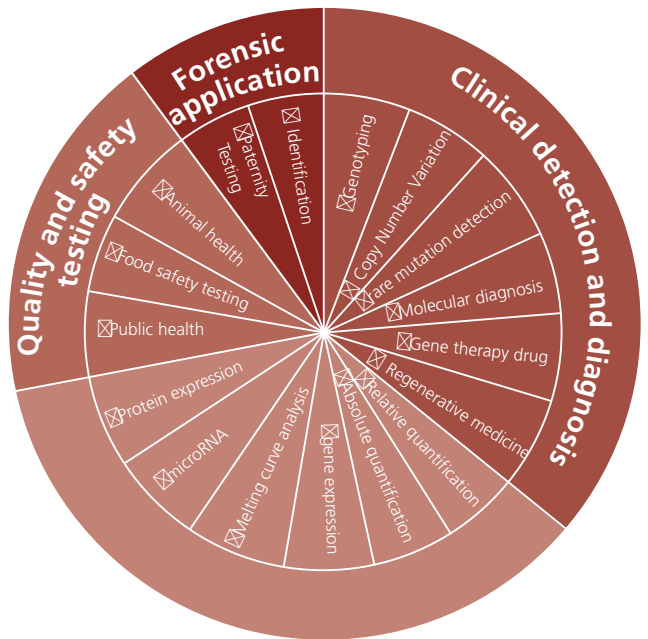 Forensic
application
Paternity
Testing
Identification
Clinical detection and diagnosis
Genotyping
Copy Number Variation
are mutation detection
Molecular diagnosis
Gene therapy drug
Regenerative medicine
Relative quantification
Absolute quantification
gene expression
Melting curve analysis
microRNA
Protein expression
Quality and safety
testing
Public health
Food safety testing
Animal health